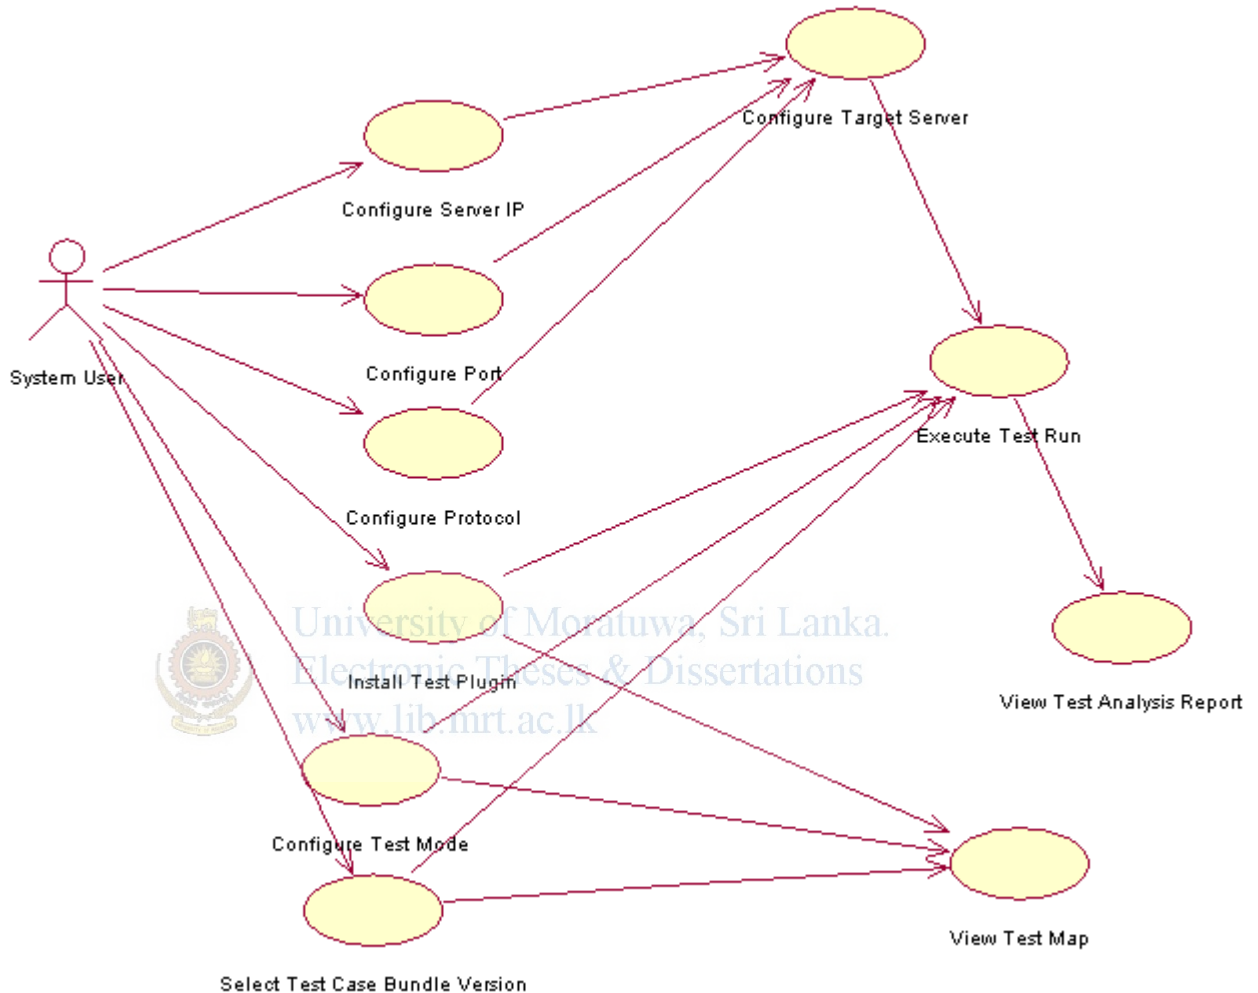 Configure Target Server
Configure Server IP
System User
Configure Port
Execute Test Run
Configure Protocol
University of Moratuwa, Sri Lanka.
Electronic Theses & Dissertations
www.lib.mrt.ac.lk
Install Test Plugin
View Test Analysis Report
Configure Test Mode
View Test Map
Select Test Case Bundle Version